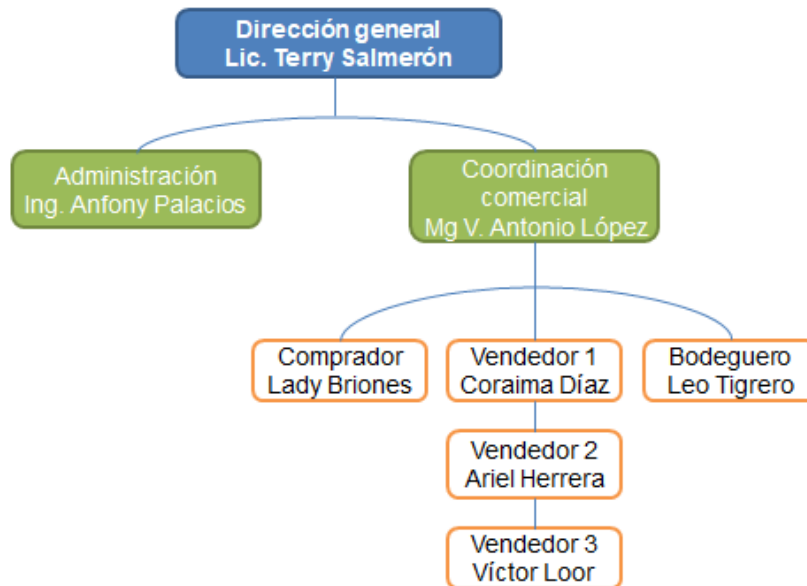 Dirección general
Lic. Terry Salmerón
Administración
Ing. Anfony Palacios
Coordinación
comercial
Mg V. Antonio López
Comprador
Lady Briones
Vendedor 1
Coraima Díaz
Bodeguero
Leo Tigrero
Vendedor 2
Ariel Herrera
Vendedor 3
Víctor Loor